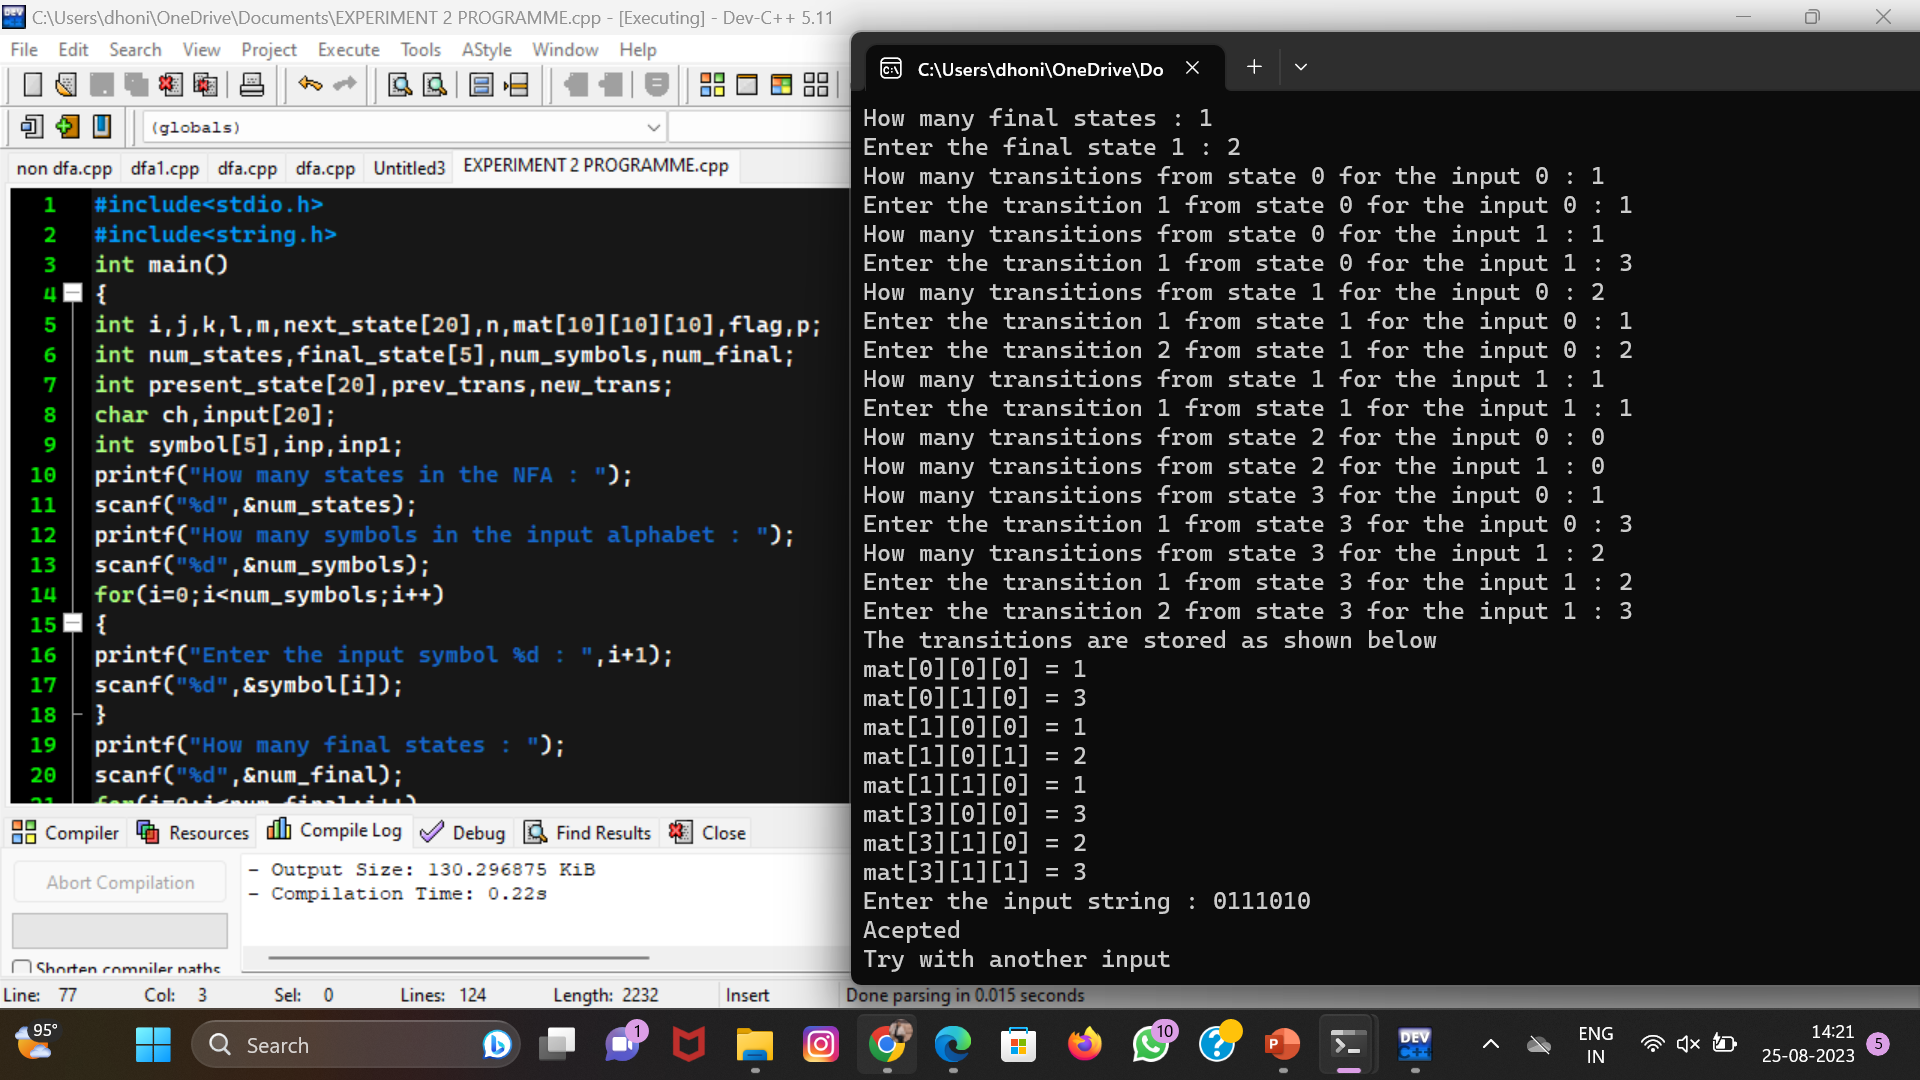 C:\Users\dhoni\OneDrive\Documents\EXPERIMENT 2 PROGRAMME.cpp - [Executing] - Dev-C++ 5.11
File Edit Search View Project Execute Tools AStyle Window Help
(globals)
non dfa.cpp dfa1.cpp dfa.cpp dfa.cpp Untitled3 EXPERIMENT 2 PROGRAMME.cpp
1 #include<stdio.h>
2 #include<string.h>
3 int main()
4 {
5 int i,j,k,l,m,next_state[20],n,mat[10][10][10],flag,p;
6 int num_states,final_state[5],num_symbols,num_final;
7 int present_state[20],prev_trans,new_trans;
8 char ch,input[20];
9 int symbol[5],inp,inp1;
10 printf("How many states in the NFA : ");
11 scanf("%d",&num_states);
12 printf("How many symbols in the input alphabet : ");
13 scanf("%d",&num_symbols);
14 for(i=0;i<num_symbols;i++)
15 {
16 printf("Enter the input symbol %d : ",i+1);
17 scanf("%d",&symbol[i]);
18 }
19 printf("How many final states : ");
20 scanf("%d",&num_final);
21 for(i=0;i<num_final;i++)
Compiler Resources Compile Log Debug Find Results Close
Abort Compilation
- Output Size: 130.296875 KiB
- Compilation Time: 0.22s
Shorten compiler paths
Line: 77 Col: 3 Sel: 0 Lines: 124 Length: 2232 Insert Done parsing in 0.015 seconds
C:\Users\dhoni\OneDrive\Do
How many final states : 1
Enter the final state 1 : 2
How many transitions from state 0 for the input 0 : 1
Enter the transition 1 from state 0 for the input 0 : 1
How many transitions from state 0 for the input 1 : 1
Enter the transition 1 from state 0 for the input 1 : 3
How many transitions from state 1 for the input 0 : 2
Enter the transition 1 from state 1 for the input 0 : 1
Enter the transition 2 from state 1 for the input 0 : 2
How many transitions from state 1 for the input 1 : 1
Enter the transition 1 from state 1 for the input 1 : 1
How many transitions from state 2 for the input 0 : 0
How many transitions from state 2 for the input 1 : 0
How many transitions from state 3 for the input 0 : 1
Enter the transition 1 from state 3 for the input 0 : 3
How many transitions from state 3 for the input 1 : 2
Enter the transition 1 from state 3 for the input 1 : 2
Enter the transition 2 from state 3 for the input 1 : 3
The transitions are stored as shown below
mat[0][0][0] = 1
mat[0][1][0] = 3
mat[1][0][0] = 1
mat[1][0][1] = 2
mat[1][1][0] = 1
mat[3][0][0] = 3
mat[3][1][0] = 2
mat[3][1][1] = 3
Enter the input string : 0111010
Acepted
Try with another input
95°
Search
1
10
DEV C++
ENG
IN
14:21
25-08-2023
5